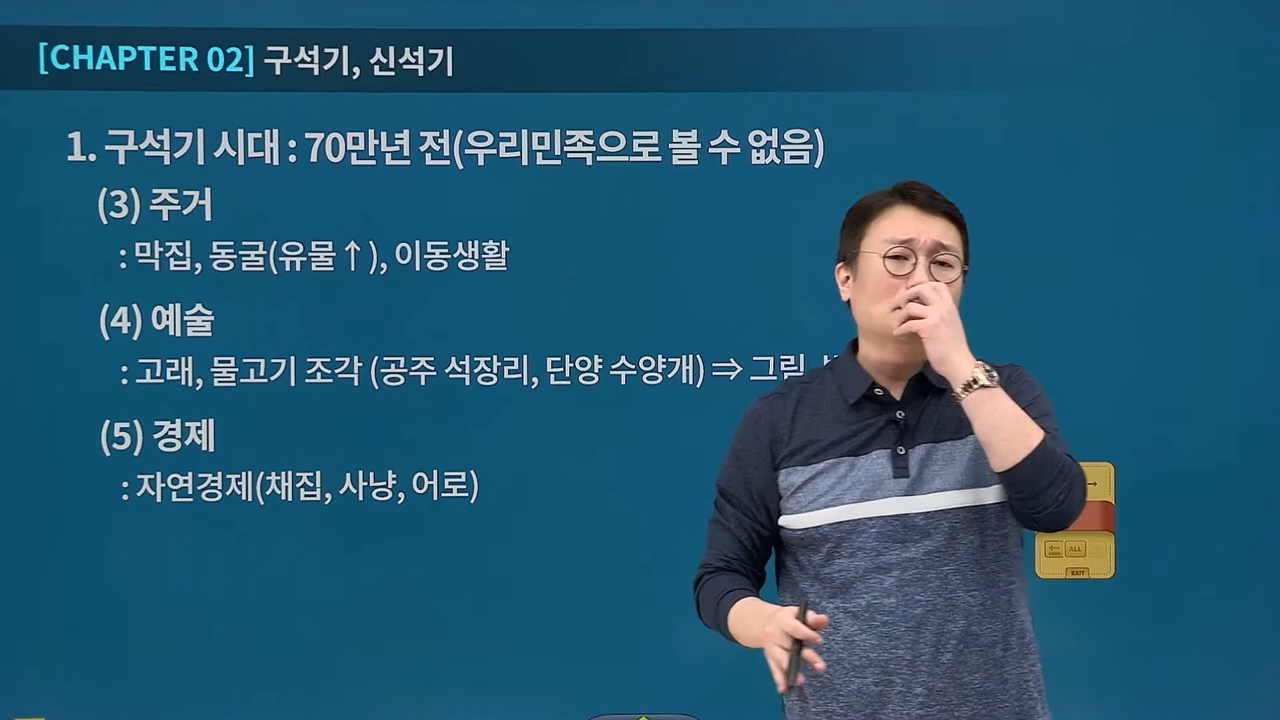 [CHAPTER 02] 구석기, 신석기
1. 구석기 시대 : 70만년 전(우리민족으로 볼 수 없음)
(3) 주거
: 막집, 동굴(유물↑), 이동생활
(4) 예술
: 고래, 물고기 조각 (공주 석장리, 단양 수양개) ⇒ 그림
(5) 경제
: 자연경제(채집, 사냥, 어로)
→
ALL
EXIT